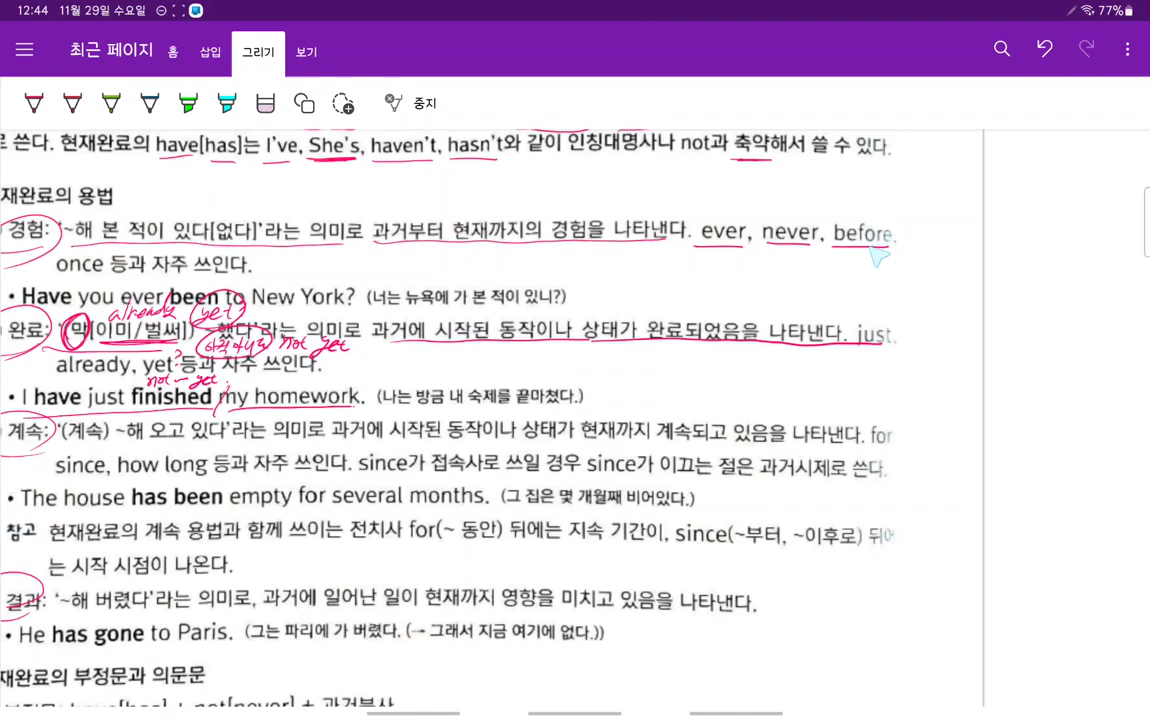 12:44 11월 29일 수요일 77%
최근 페이지 홈 삽입 그리기 보기
중지
로 쓴다. 현재완료의 have[has]는 I've, She's, haven't, hasn't와 같이 인칭대명사나 not과 축약해서 쓸 수 있다.
재완료의 용법
경험: '~해 본 적이 있다[없다]'라는 의미로 과거부터 현재까지의 경험을 나타낸다. ever, never, before,
once 등과 자주 쓰인다.
• Have you ever been to New York? (너는 뉴욕에 가 본 적이 있니?)
already yet?
완료: '막[이미/벌써] ~했다'라는 의미로 과거에 시작된 동작이나 상태가 완료되었음을 나타낸다. just,
not yet
already, yet 등과 자주 쓰인다.
not ~ yet.
• I have just finished my homework. (나는 방금 내 숙제를 끝마쳤다.)
계속: '(계속) ~해 오고 있다'라는 의미로 과거에 시작된 동작이나 상태가 현재까지 계속되고 있음을 나타낸다. for
since, how long 등과 자주 쓰인다. since가 접속사로 쓰일 경우 since가 이끄는 절은 과거시제로 쓴다.
• The house has been empty for several months. (그 집은 몇 개월째 비어있다.)
참고 현재완료의 계속 용법과 함께 쓰이는 전치사 for(~ 동안) 뒤에는 지속 기간이, since(~부터, ~이후로) 뒤에
는 시작 시점이 나온다.
결과: '~해 버렸다'라는 의미로, 과거에 일어난 일이 현재까지 영향을 미치고 있음을 나타낸다.
• He has gone to Paris. (그는 파리에 가 버렸다. (→ 그래서 지금 여기에 없다.))
재완료의 부정문과 의문문
부정문: have[has] + not[never] + 과거분사